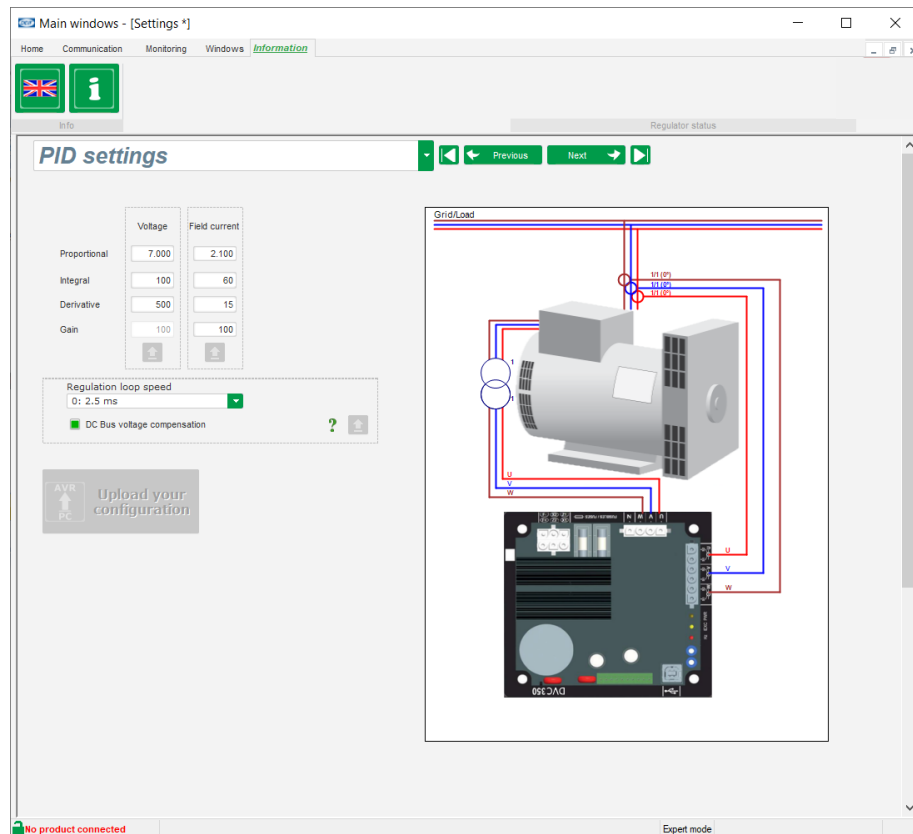 Main windows - [Settings *]
Home Communication Monitoring Windows Information
Info
Regulator status
PID settings
Previous Next
Voltage Field current
Proportional 7.000 2.100
Integral 100 60
Derivative 500 15
Gain 100 100
Regulation loop speed
0: 2.5 ms
DC Bus voltage compensation ?
AVR
PC
Upload your
configuration
Grid/Load
1/1 (0°)
1/1 (0°)
1/1 (0°)
1
1
U
V
W
N W V U
U
V
W
DVC350
No product connected
Expert mode